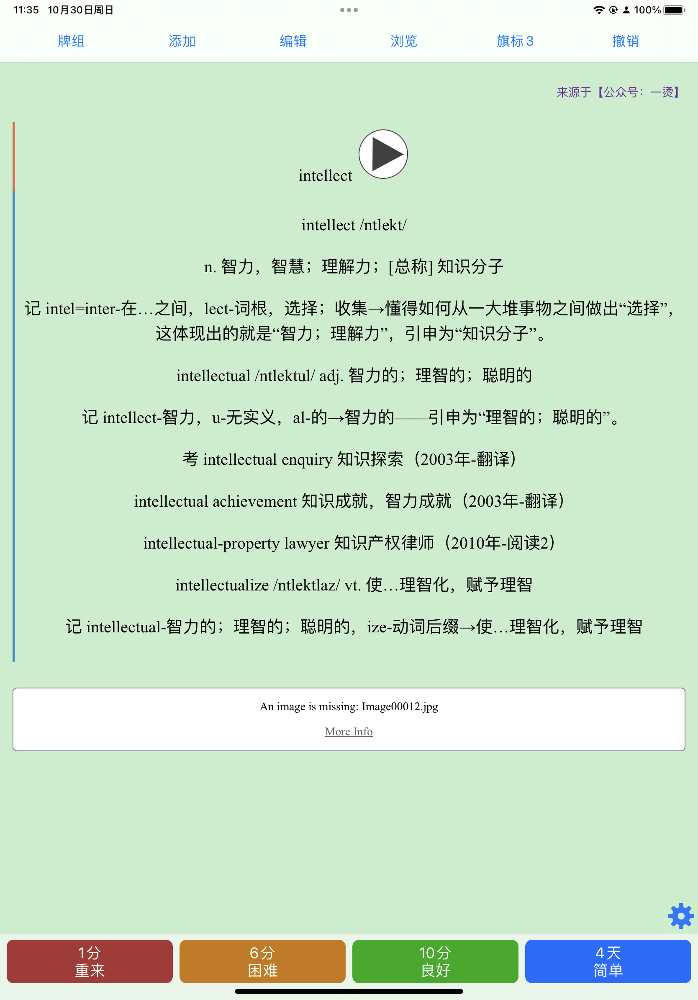 11:35 10月30日周日
100%
牌组 添加 编辑 浏览 旗标3 撤销
来源于【公众号：一烫】
intellect
intellect /ntlekt/
n. 智力，智慧；理解力；[总称] 知识分子
记 intel=inter-在…之间，lect-词根，选择；收集→懂得如何从一大堆事物之间做出“选择”，
这体现出的就是“智力；理解力”，引申为“知识分子”。
intellectual /ntlektul/ adj. 智力的；理智的；聪明的
记 intellect-智力，u-无实义，al-的→智力的——引申为“理智的；聪明的”。
考 intellectual enquiry 知识探索（2003年-翻译）
intellectual achievement 知识成就，智力成就（2003年-翻译）
intellectual-property lawyer 知识产权律师（2010年-阅读2）
intellectualize /ntlektlaz/ vt. 使…理智化，赋予理智
记 intellectual-智力的；理智的；聪明的，ize-动词后缀→使…理智化，赋予理智
An image is missing: Image00012.jpg
More Info
1分 6分 10分 4天
重来 困难 良好 简单